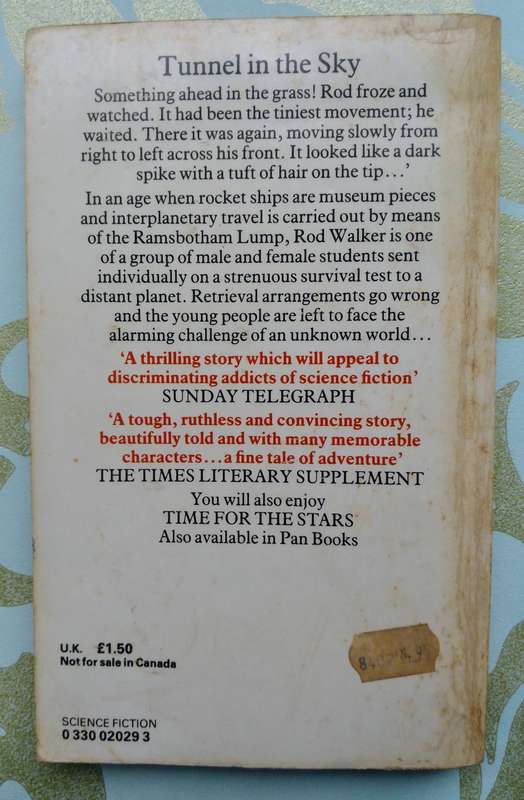 Tunnel in the Sky
Something ahead in the grass! Rod froze and
watched. It had been the tiniest movement; he
waited. There it was again, moving slowly from
right to left across his front. It looked like a dark
spike with a tuft of hair on the tip...’
In an age when rocket ships are museum pieces
and interplanetary travel is carried out by means
of the Ramsbotham Lump, Rod Walker is one
of a group of male and female students sent
individually on a strenuous survival test to a
distant planet. Retrieval arrangements go wrong
and the young people are left to face the
alarming challenge of an unknown world...
‘A thrilling story which will appeal to
discriminating addicts of science fiction’
SUNDAY TELEGRAPH
‘A tough, ruthless and convincing story,
beautifully told and with many memorable
characters...a fine tale of adventure’
THE TIMES LITERARY SUPPLEMENT
You will also enjoy
TIME FOR THE STARS
Also available in Pan Books
U.K. £1.50
Not for sale in Canada
SCIENCE FICTION
0 330 02029 3